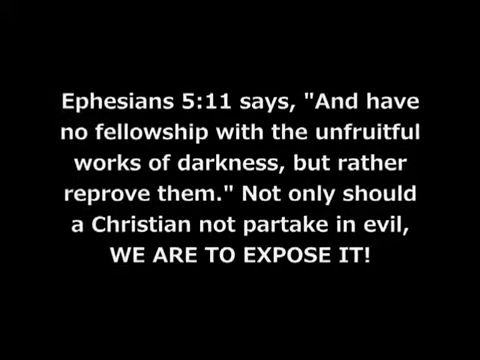 Ephesians 5:11 says, "And have
no fellowship with the unfruitful
works of darkness, but rather
reprove them." Not only should
a Christian not partake in evil,
WE ARE TO EXPOSE IT!